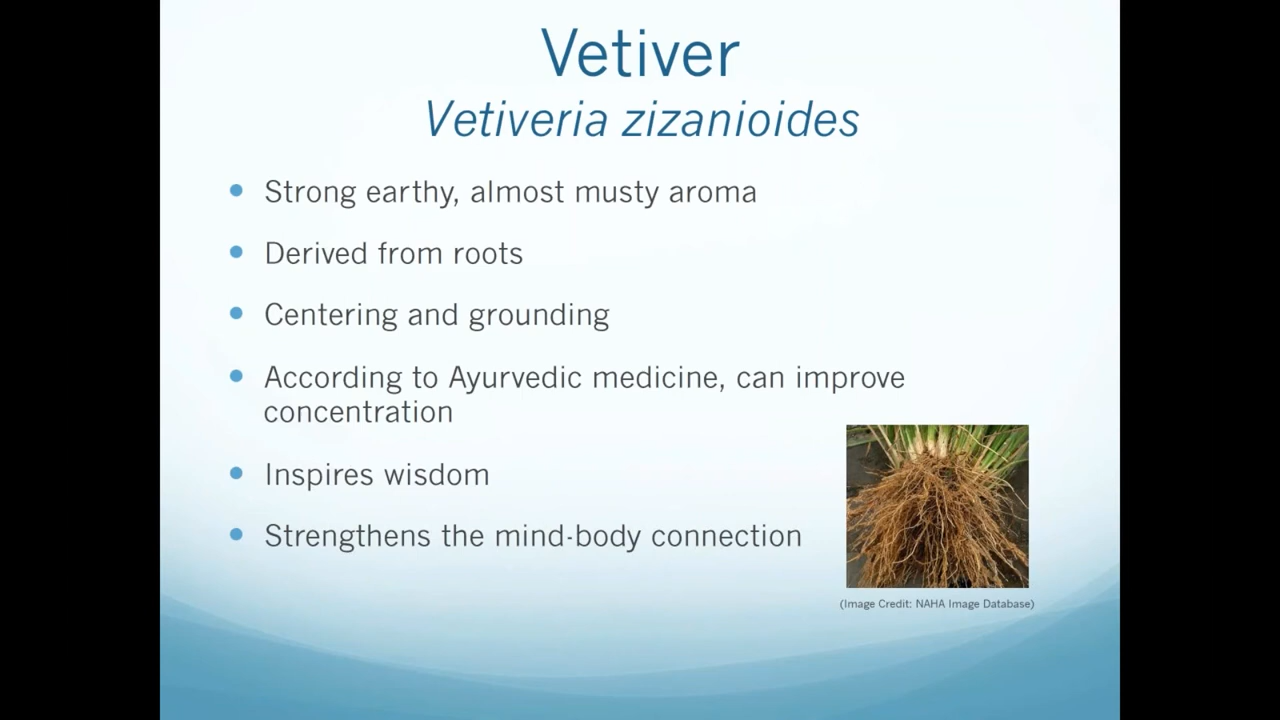 Vetiver
Vetiveria zizanioides
• Strong earthy, almost musty aroma
• Derived from roots
• Centering and grounding
• According to Ayurvedic medicine, can improve
concentration
• Inspires wisdom
• Strengthens the mind-body connection
(Image Credit: NAHA Image Database)